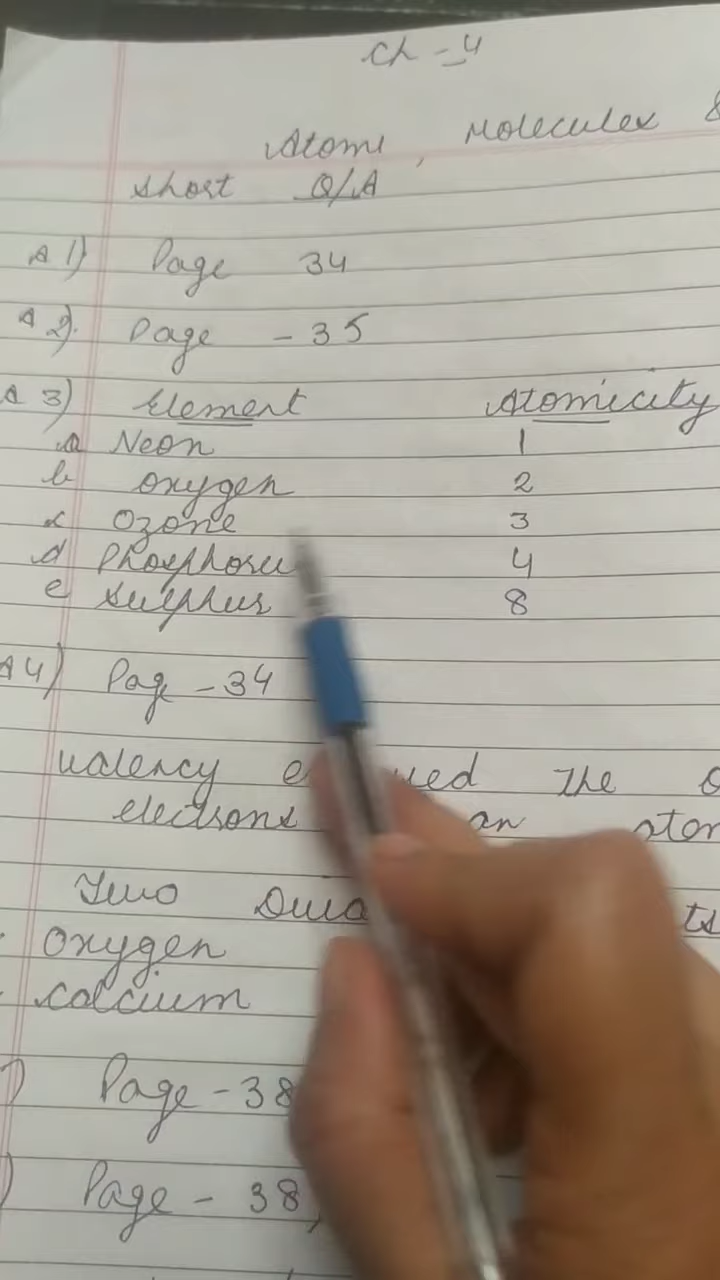 Ch - 4
Atoms, Molecules &
Short Q/A
A 1) Page 34
A 2). Page - 35
A 3) Element Atomicity
a Neon 1
b Oxygen 2
c Ozone 3
d Phosphorus 4
e Sulphur 8
A 4) Page - 34
Valency the
electrons an
Two
Oxygen
Calcium
Page - 38
Page - 38